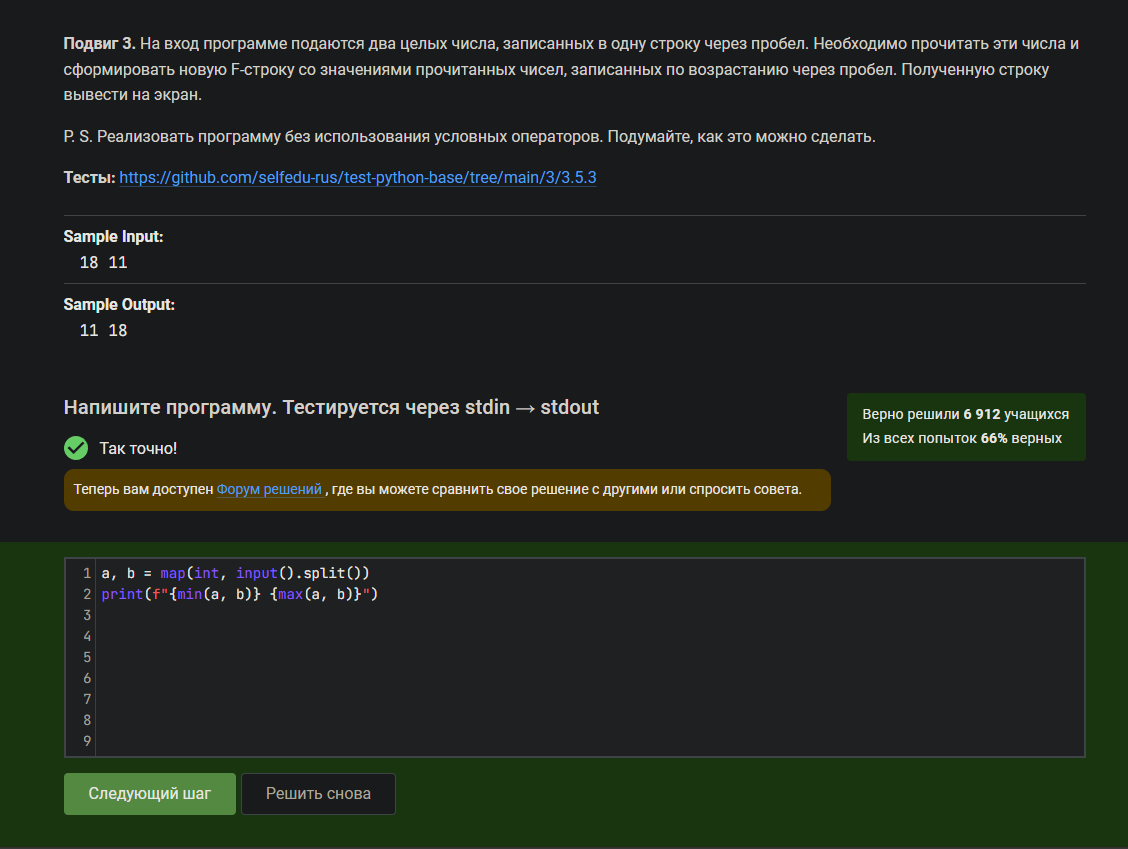 Подвиг 3. На вход программе подаются два целых числа, записанных в одну строку через пробел. Необходимо прочитать эти числа и
сформировать новую F-строку со значениями прочитанных чисел, записанных по возрастанию через пробел. Полученную строку
вывести на экран.
P. S. Реализовать программу без использования условных операторов. Подумайте, как это можно сделать.
Тесты: https://github.com/selfedu-rus/test-python-base/tree/main/3/3.5.3
Sample Input:
18 11
Sample Output:
11 18
Напишите программу. Тестируется через stdin → stdout
Верно решили 6 912 учащихся
Из всех попыток 66% верных
Так точно!
Теперь вам доступен Форум решений, где вы можете сравнить свое решение с другими или спросить совета.
1 a, b = map(int, input().split())
2 print(f"{min(a, b)} {max(a, b)}")
3
4
5
6
7
8
9
Следующий шаг Решить снова